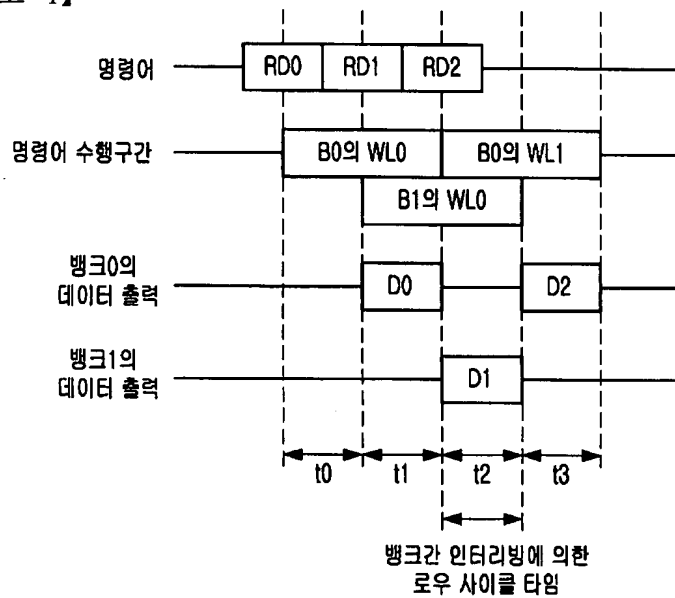 명령어
RD0 RD1 RD2
명령어 수행구간
B0의 WL0 B0의 WL1
B1의 WL0
뱅크0의
데이터 출력
D0 D2
뱅크1의
데이터 출력
D1
t0 t1 t2 t3
뱅크간 인터리빙에 의한
로우 사이클 타임